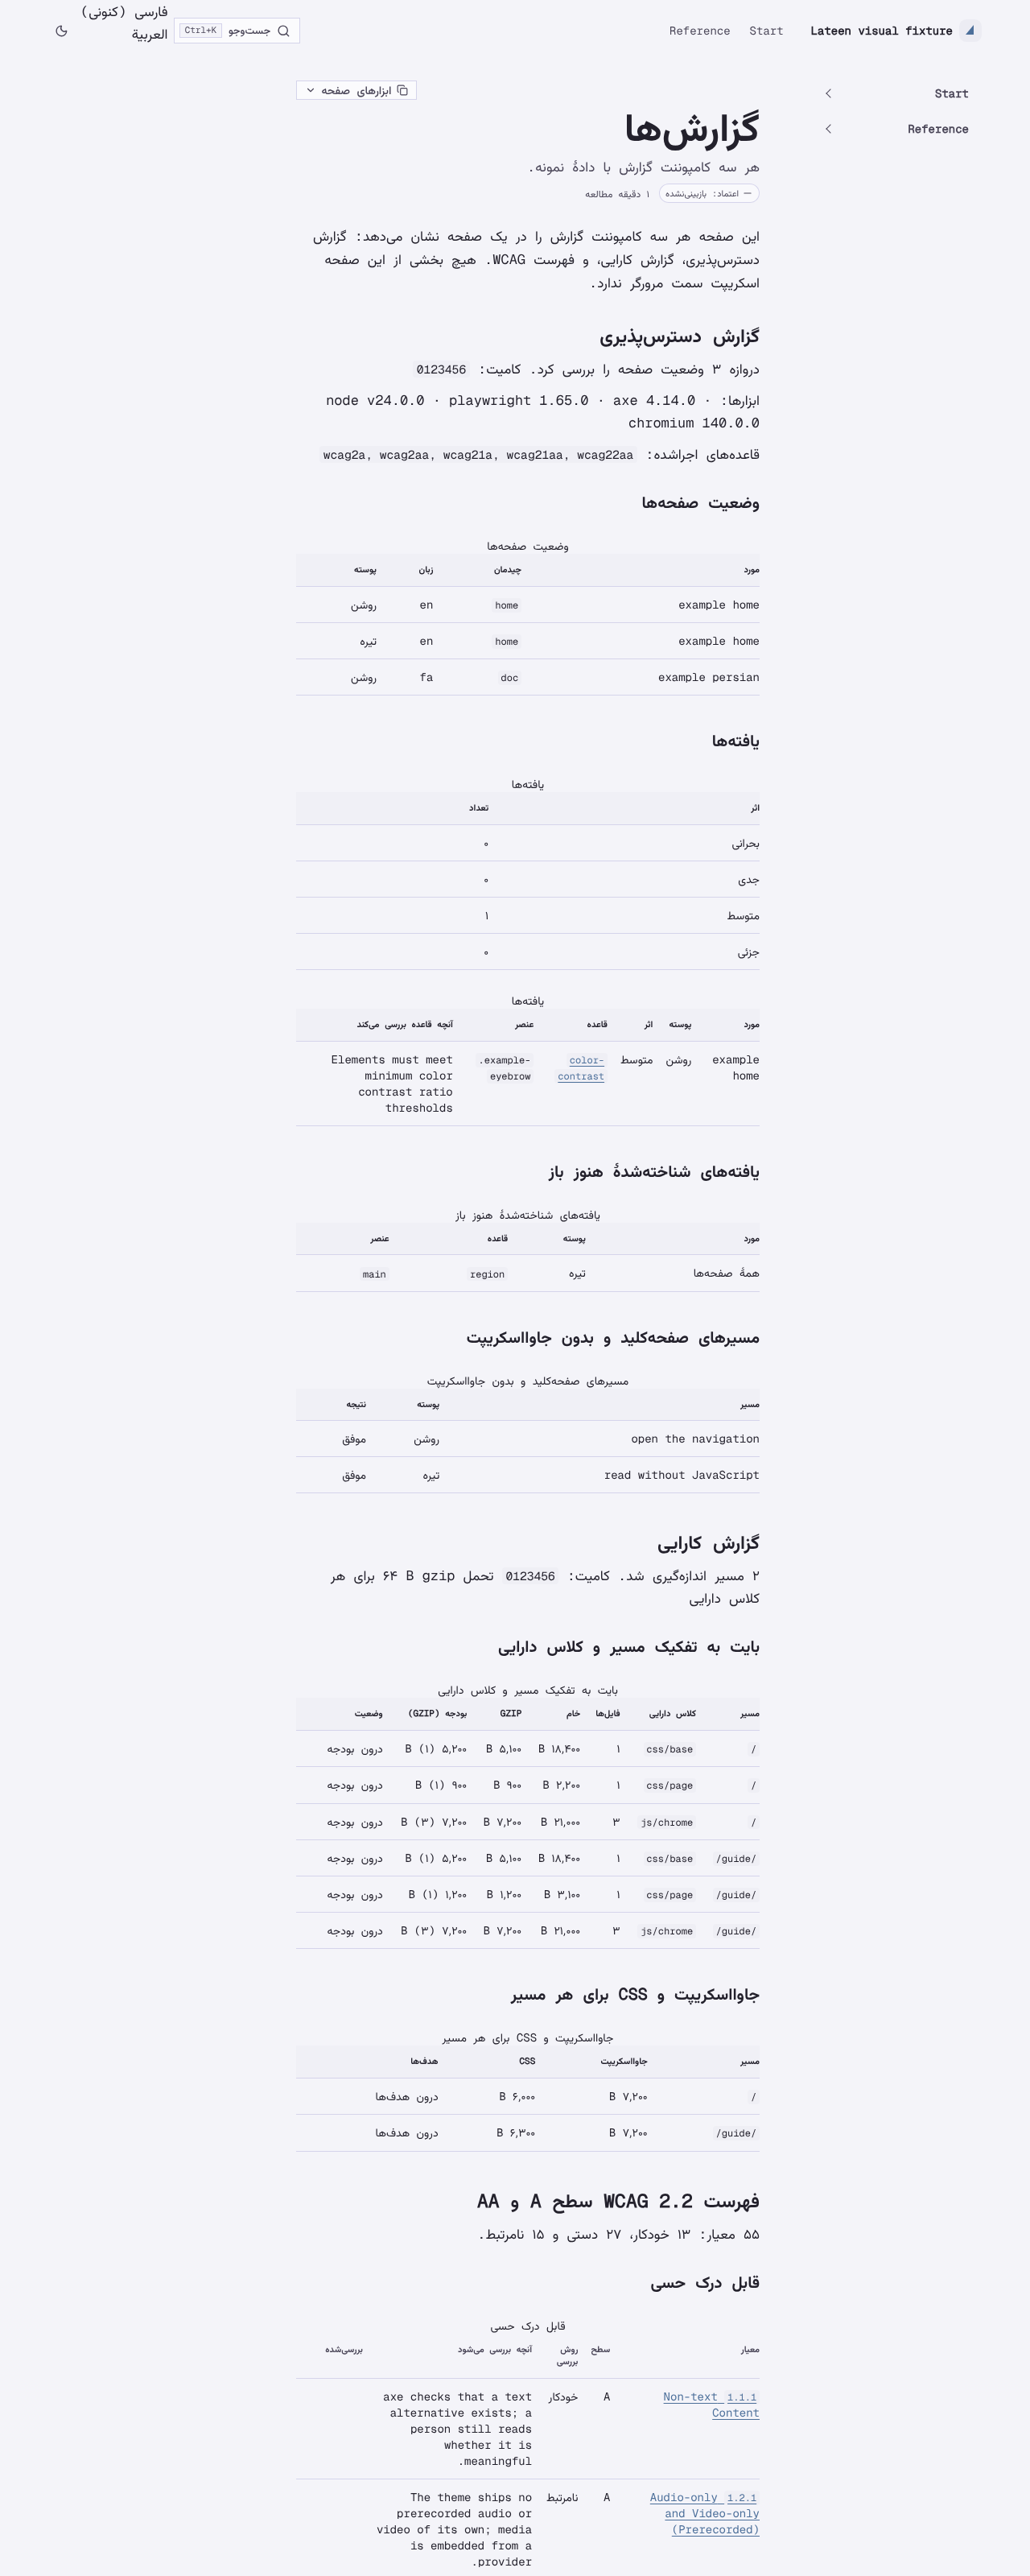 Lateen visual fixture
Start
Reference
جست‌وجو Ctrl+K
فارسی (کنونی)
العربية
Start
Reference
ابزارهای صفحه
گزارش‌ها
هر سه کامپوننت گزارش با دادهٔ نمونه.
— اعتماد: بازبینی‌نشده ۱ دقیقه مطالعه
این صفحه هر سه کامپوننت گزارش را در یک صفحه نشان می‌دهد: گزارش
دسترس‌پذیری، گزارش کارایی، و فهرست WCAG. هیچ بخشی از این صفحه
اسکریپت سمت مرورگر ندارد.
گزارش دسترس‌پذیری
دروازه ۳ وضعیت صفحه را بررسی کرد. کامیت: 0123456
ابزارها: node v24.0.0 · playwright 1.65.0 · axe 4.14.0 ·
chromium 140.0.0
قاعده‌های اجراشده: wcag2a, wcag2aa, wcag21a, wcag21aa, wcag22aa
وضعیت صفحه‌ها
وضعیت صفحه‌ها
مورد چیدمان زبان پوسته
example home home en روشن
example home home en تیره
example persian doc fa روشن
یافته‌ها
یافته‌ها
اثر تعداد
بحرانی ۰
جدی ۰
متوسط ۱
جزئی ۰
یافته‌ها
مورد پوسته اثر قاعده عنصر آنچه قاعده بررسی می‌کند
example روشن متوسط color- .example- Elements must meet
home contrast eyebrow minimum color
contrast ratio
thresholds
یافته‌های شناخته‌شدهٔ هنوز باز
یافته‌های شناخته‌شدهٔ هنوز باز
مورد پوسته قاعده عنصر
همهٔ صفحه‌ها تیره region main
مسیرهای صفحه‌کلید و بدون جاوااسکریپت
مسیرهای صفحه‌کلید و بدون جاوااسکریپت
مسیر پوسته نتیجه
open the navigation روشن موفق
read without JavaScript تیره موفق
گزارش کارایی
۲ مسیر اندازه‌گیری شد. کامیت: 0123456 تحمل ۶۴ B gzip برای هر
کلاس دارایی
بایت به تفکیک مسیر و کلاس دارایی
بایت به تفکیک مسیر و کلاس دارایی
مسیر کلاس دارایی فایل‌ها خام GZIP بودجه (GZIP) وضعیت
/ css/base ۱ ۱۸٬۴۰۰ B ۵٬۱۰۰ B ۵٬۲۰۰ B (۱) درون بودجه
/ css/page ۱ ۲٬۲۰۰ B ۹۰۰ B ۹۰۰ B (۱) درون بودجه
/ js/chrome ۳ ۲۱٬۰۰۰ B ۷٬۲۰۰ B ۷٬۲۰۰ B (۳) درون بودجه
/guide/ css/base ۱ ۱۸٬۴۰۰ B ۵٬۱۰۰ B ۵٬۲۰۰ B (۱) درون بودجه
/guide/ css/page ۱ ۳٬۱۰۰ B ۱٬۲۰۰ B ۱٬۲۰۰ B (۱) درون بودجه
/guide/ js/chrome ۳ ۲۱٬۰۰۰ B ۷٬۲۰۰ B ۷٬۲۰۰ B (۳) درون بودجه
جاوااسکریپت و CSS برای هر مسیر
جاوااسکریپت و CSS برای هر مسیر
مسیر جاوااسکریپت CSS هدف‌ها
/ ۷٬۲۰۰ B ۶٬۰۰۰ B درون هدف‌ها
/guide/ ۷٬۲۰۰ B ۶٬۳۰۰ B درون هدف‌ها
فهرست WCAG 2.2 سطح A و AA
۵۵ معیار: ۱۳ خودکار، ۲۷ دستی و ۱۵ نامرتبط.
قابل درک حسی
قابل درک حسی
معیار سطح روش آنچه بررسی می‌شود بررسی‌شده
بررسی
1.1.1 Non-text A خودکار axe checks that a text
Content alternative exists; a
person still reads
whether it is
meaningful.
1.2.1 Audio-only A نامرتبط The theme ships no
and Video-only prerecorded audio or
(Prerecorded) video of its own; media
is embedded from a
provider.